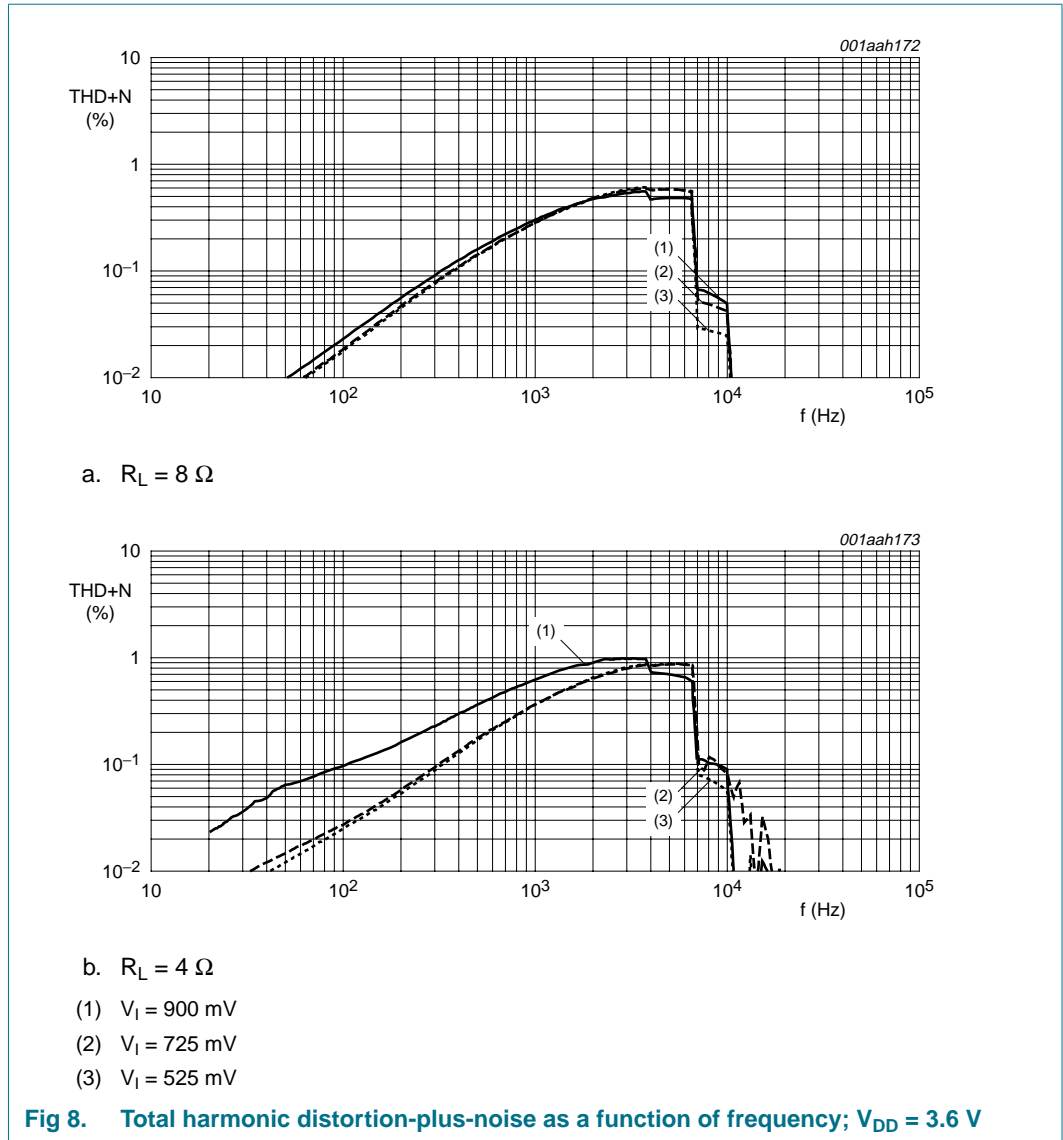 001aah172
10
THD+N
(%)
1
(1)
10⁻¹
(2)
(3)
10⁻²
10 10² 10³ 10⁴ 10⁵
f (Hz)
a. R_L = 8 Ω
001aah173
10
THD+N
(%)
(1)
1
10⁻¹
(2)
(3)
10⁻²
10 10² 10³ 10⁴ 10⁵
f (Hz)
b. R_L = 4 Ω
(1) V_I = 900 mV
(2) V_I = 725 mV
(3) V_I = 525 mV
Fig 8. Total harmonic distortion-plus-noise as a function of frequency; V_DD = 3.6 V